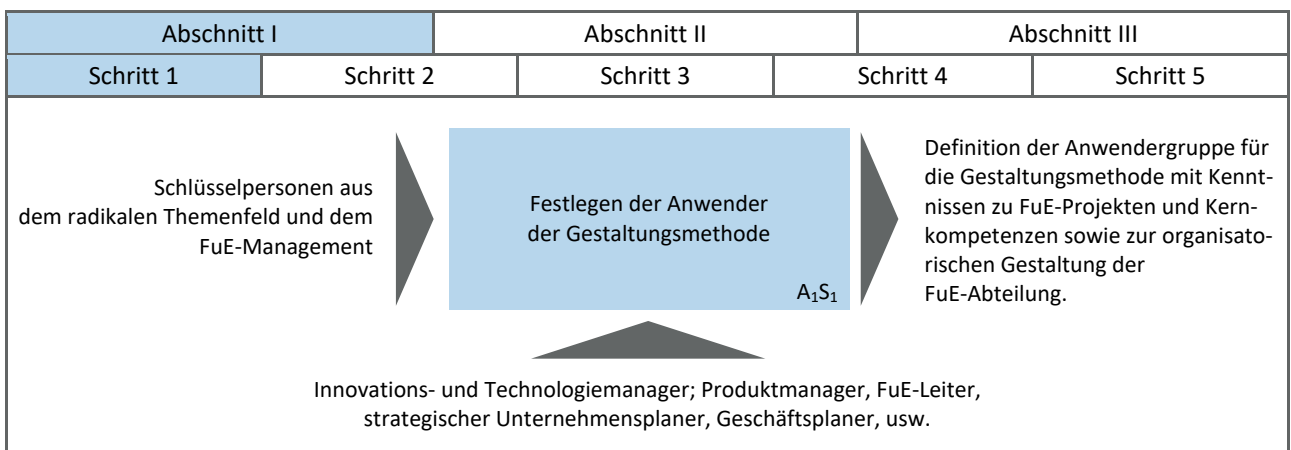 Abschnitt I
Abschnitt II
Abschnitt III
Schritt 1
Schritt 2
Schritt 3
Schritt 4
Schritt 5
Schlüsselpersonen aus
dem radikalen Themenfeld und dem
FuE-Management
Festlegen der Anwender
der Gestaltungsmethode
A₁S₁
Definition der Anwendergruppe für
die Gestaltungsmethode mit Kennt-
nissen zu FuE-Projekten und Kern-
kompetenzen sowie zur organisato-
rischen Gestaltung der
FuE-Abteilung.
Innovations- und Technologiemanager; Produktmanager, FuE-Leiter,
strategischer Unternehmensplaner, Geschäftsplaner, usw.